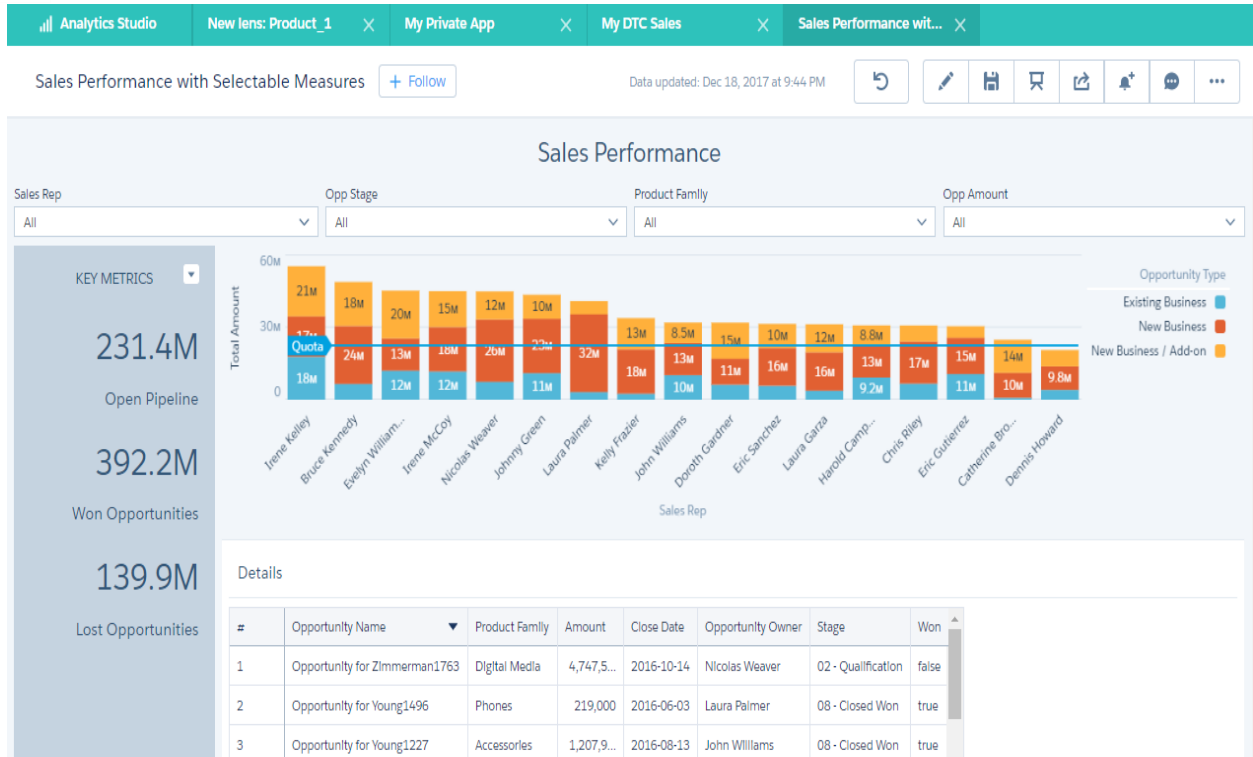 Analytics Studio
New lens: Product_1
My Private App
My DTC Sales
Sales Performance wit...
Sales Performance with Selectable Measures
+ Follow
Data updated: Dec 18, 2017 at 9:44 PM
Sales Performance
Sales Rep
Opp Stage
Product Family
Opp Amount
All
All
All
All
KEY METRICS
231.4M
Open Pipeline
392.2M
Won Opportunities
139.9M
Lost Opportunities
Total Amount
60M
30M
0
Quota
21M
18M
18M
24M
20M
13M
12M
15M
18M
12M
12M
26M
10M
23M
11M
32M
13M
18M
8.5M
13M
10M
15M
11M
10M
16M
12M
16M
8.8M
13M
9.2M
17M
15M
11M
14M
10M
9.8M
Irene Kelley
Bruce Kennedy
Evelyn William...
Irene McCoy
Nicolas Weaver
Johnny Green
Laura Palmer
Kelly Frazier
John Williams
Doroth Gardner
Eric Sanchez
Laura Garza
Harold Camp...
Chris Riley
Eric Gutierrez
Catherine Bro...
Dennis Howard
Sales Rep
Opportunity Type
Existing Business
New Business
New Business / Add-on
Details
# Opportunity Name Product Family Amount Close Date Opportunity Owner Stage Won
1 Opportunity for Zimmerman1763 Digital Media 4,747,5... 2016-10-14 Nicolas Weaver 02 - Qualification false
2 Opportunity for Young1496 Phones 219,000 2016-06-03 Laura Palmer 08 - Closed Won true
3 Opportunity for Young1227 Accessories 1,207,9... 2016-08-13 John Williams 08 - Closed Won true